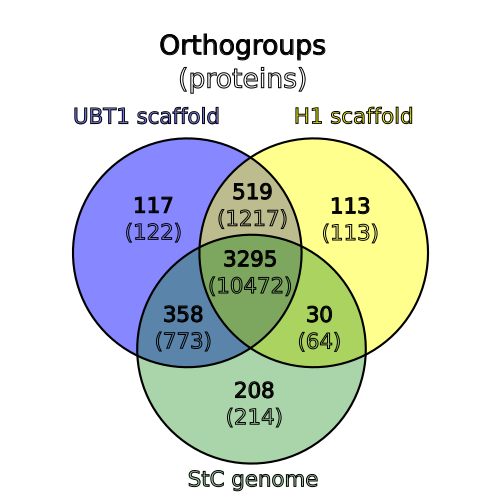 Orthogroups
(proteins)
UBT1 scaffold
H1 scaffold
519
(1217)
117
(122)
113
(113)
3295
(10472)
358
(773)
30
(64)
208
(214)
StC genome